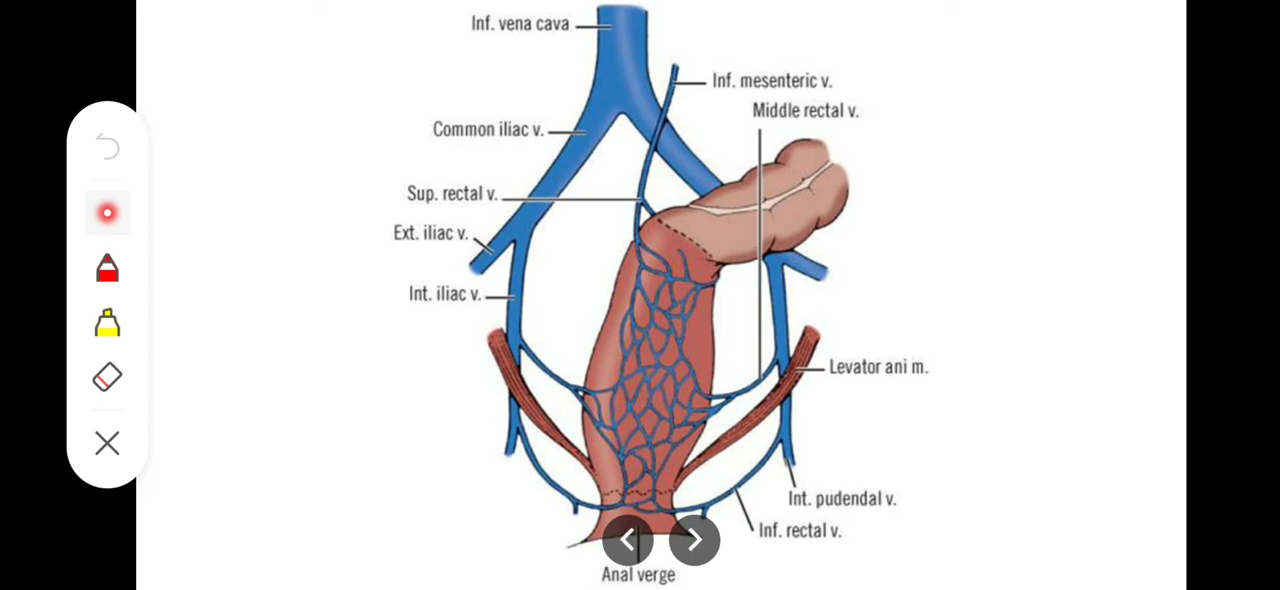 Inf. vena cava
Inf. mesenteric v.
Middle rectal v.
Common iliac v.
Sup. rectal v.
Ext. iliac v.
Int. iliac v.
Levator ani m.
Int. pudendal v.
Inf. rectal v.
Anal verge